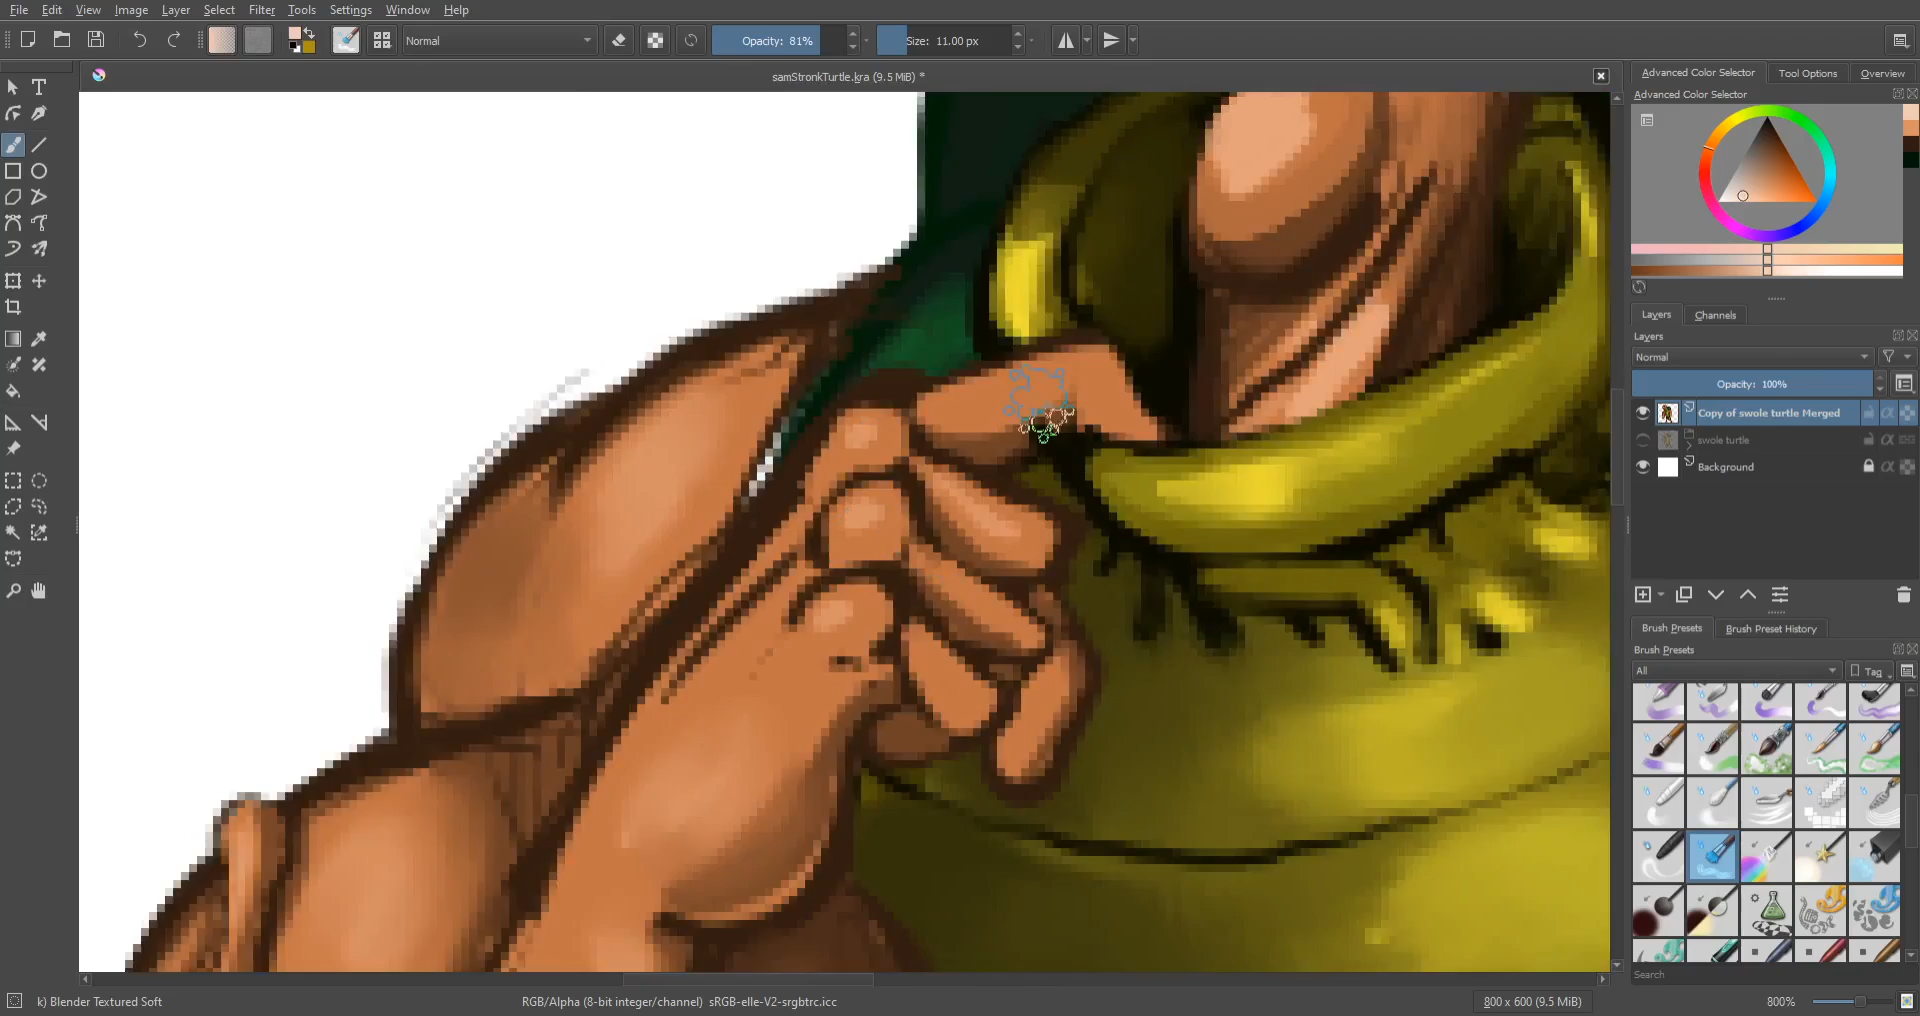 File Edit View Image Layer Select Filter Tools Settings Window Help
Normal Opacity: 81% Size: 11.00 px
samStronkTurtle.kra (9.5 MiB) *
Advanced Color Selector Tool Options Overview
Advanced Color Selector
Layers Channels
Layers
Normal
Opacity: 100%
Copy of swole turtle Merged
swole turtle
Background
Brush Presets Brush Preset History
Brush Presets
All Tag
Search
k) Blender Textured Soft RGB/Alpha (8-bit integer/channel) sRGB-elle-V2-srgbtrc.icc 800 x 600 (9.5 MiB) 800%